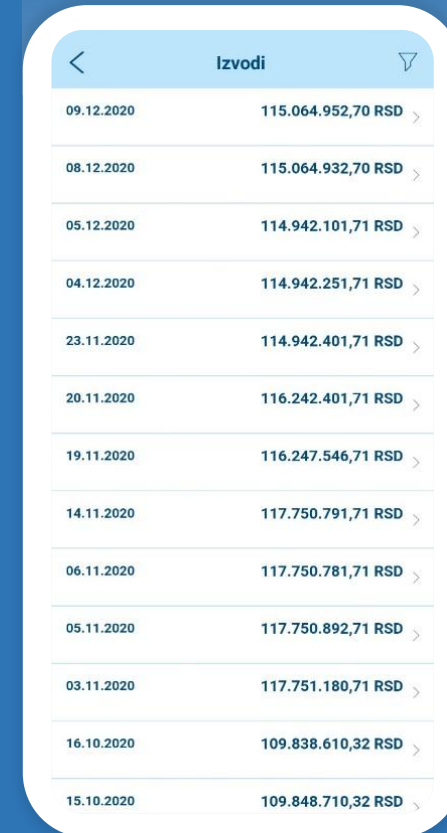 Izvodi
09.12.2020 115.064.952,70 RSD
08.12.2020 115.064.932,70 RSD
05.12.2020 114.942.101,71 RSD
04.12.2020 114.942.251,71 RSD
23.11.2020 114.942.401,71 RSD
20.11.2020 116.242.401,71 RSD
19.11.2020 116.247.546,71 RSD
14.11.2020 117.750.791,71 RSD
06.11.2020 117.750.781,71 RSD
05.11.2020 117.750.892,71 RSD
03.11.2020 117.751.180,71 RSD
16.10.2020 109.838.610,32 RSD
15.10.2020 109.848.710,32 RSD